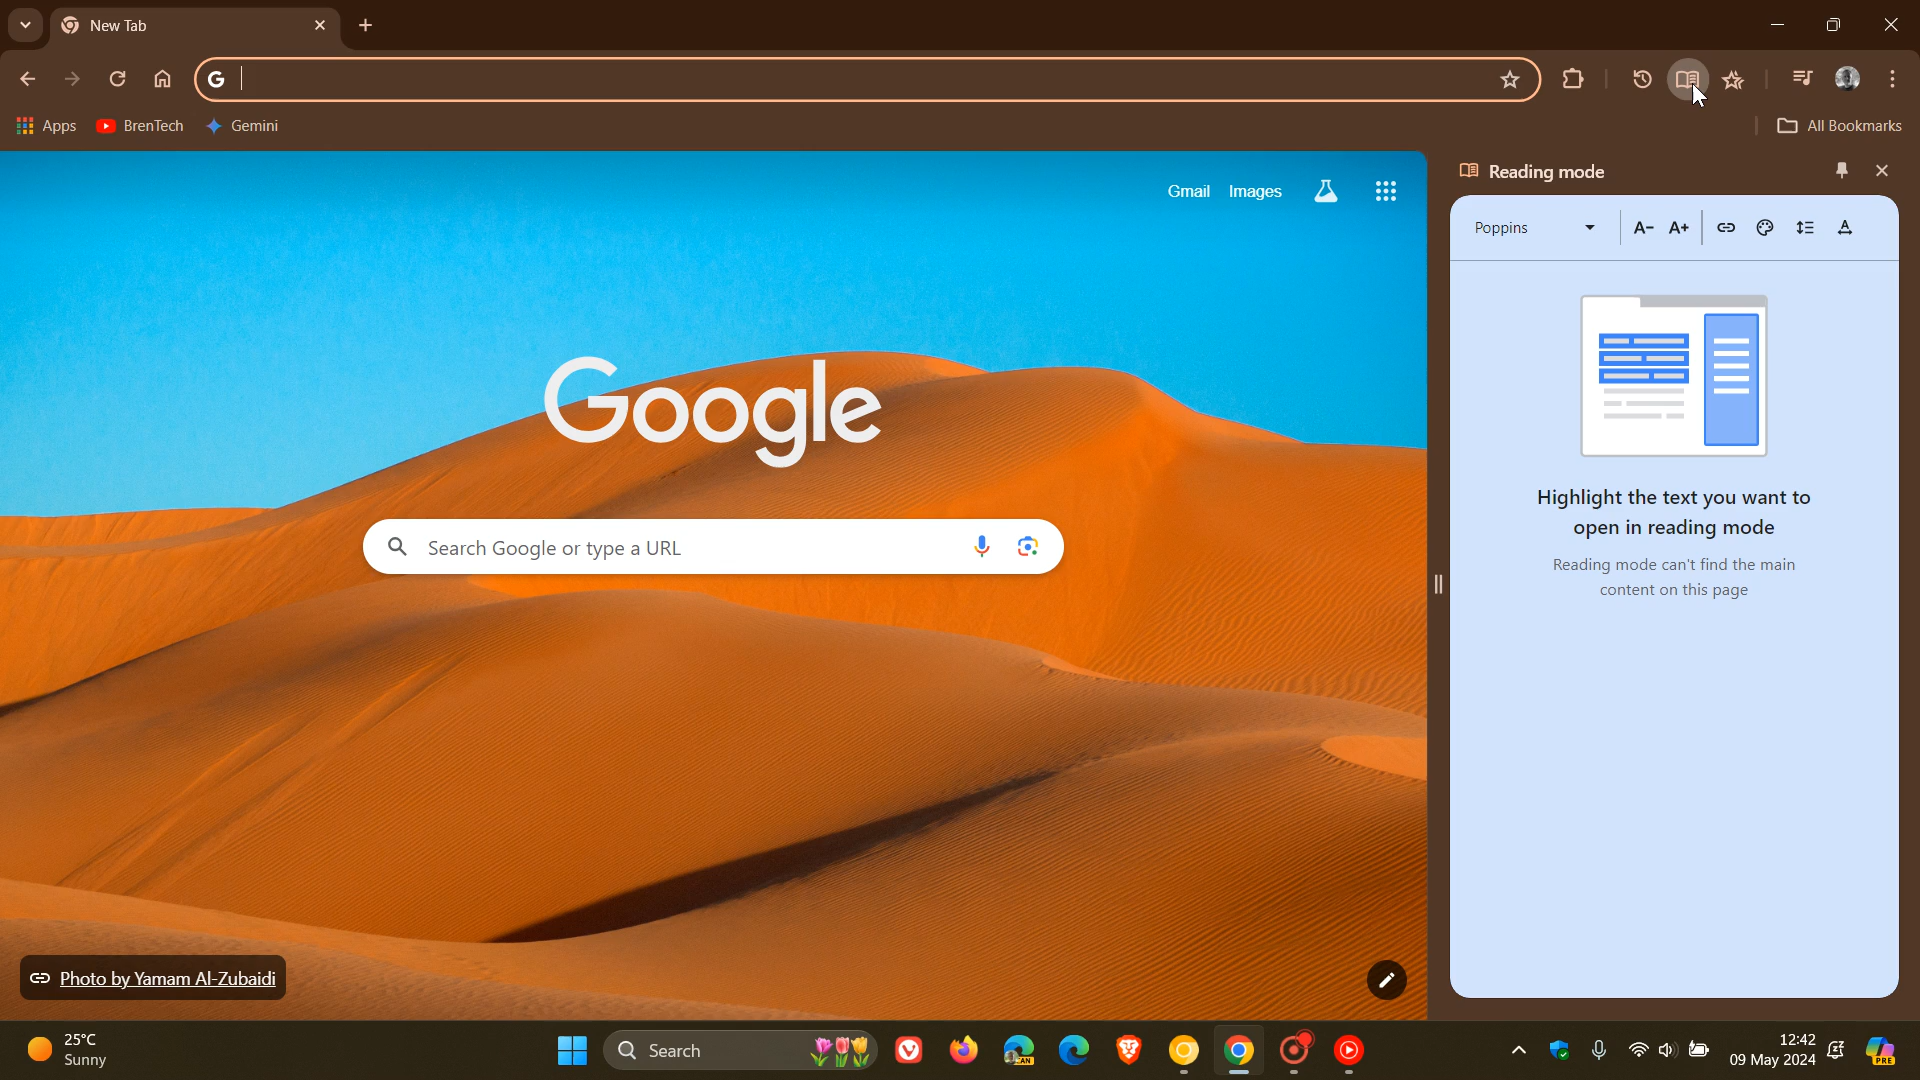 New Tab
Apps
BrenTech
Gemini
All Bookmarks
Gmail
Images
Reading mode
Poppins
A-
A+
Google
Search Google or type a URL
Highlight the text you want to
open in reading mode
Reading mode can't find the main
content on this page
Photo by Yamam Al-Zubaidi
25°C
Sunny
Search
CAN
12:42
09 May 2024
PRE